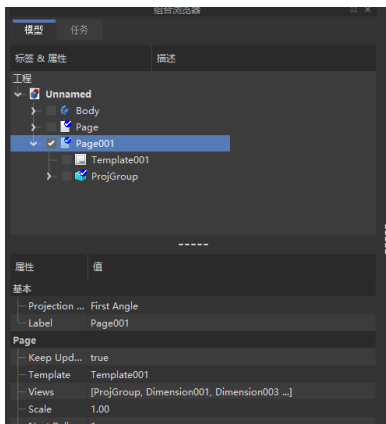 组合浏览器
模型 任务
标签 & 属性 描述
工程
Unnamed
Body
Page
Page001
Template001
ProjGroup
属性 值
基本
Projection ... First Angle
Label Page001
Page
Keep Upd... true
Template Template001
Views [ProjGroup, Dimension001, Dimension003 ...]
Scale 1.00